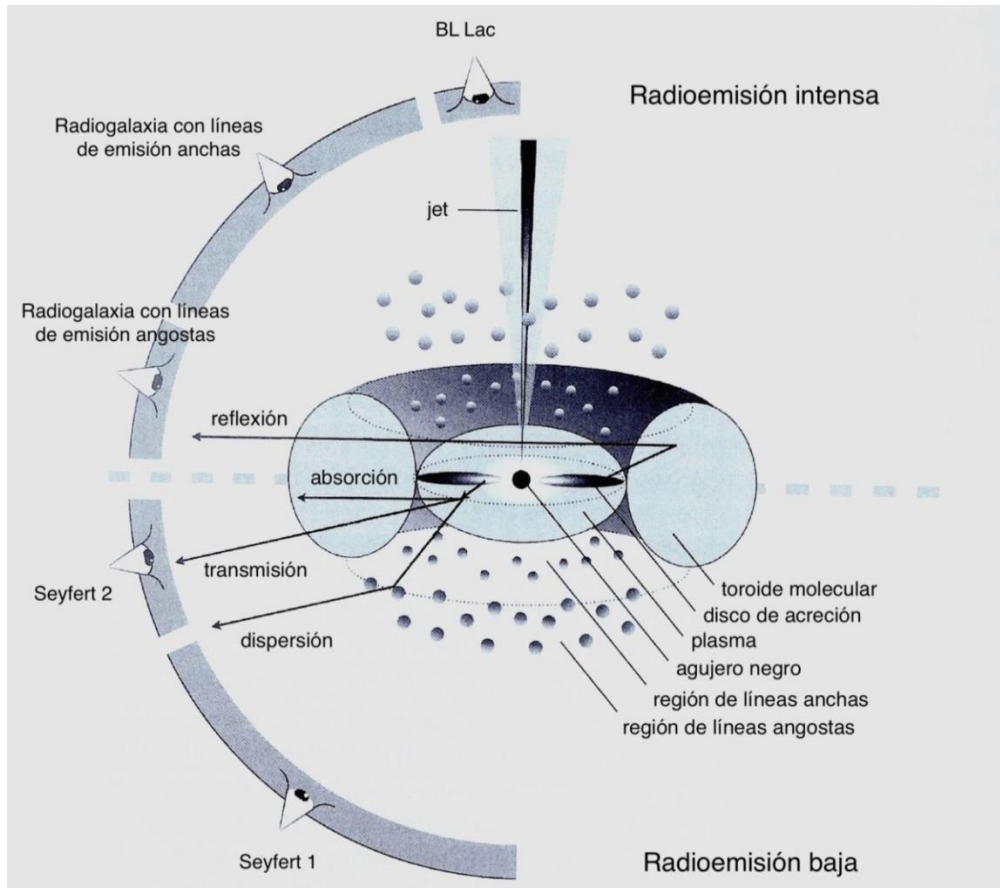 BL Lac
Radioemisión intensa
Radiogalaxia con líneas
de emisión anchas
jet
Radiogalaxia con líneas
de emisión angostas
reflexión
absorción
transmisión
Seyfert 2
dispersión
toroide molecular
disco de acreción
plasma
agujero negro
región de líneas anchas
región de líneas angostas
Seyfert 1
Radioemisión baja